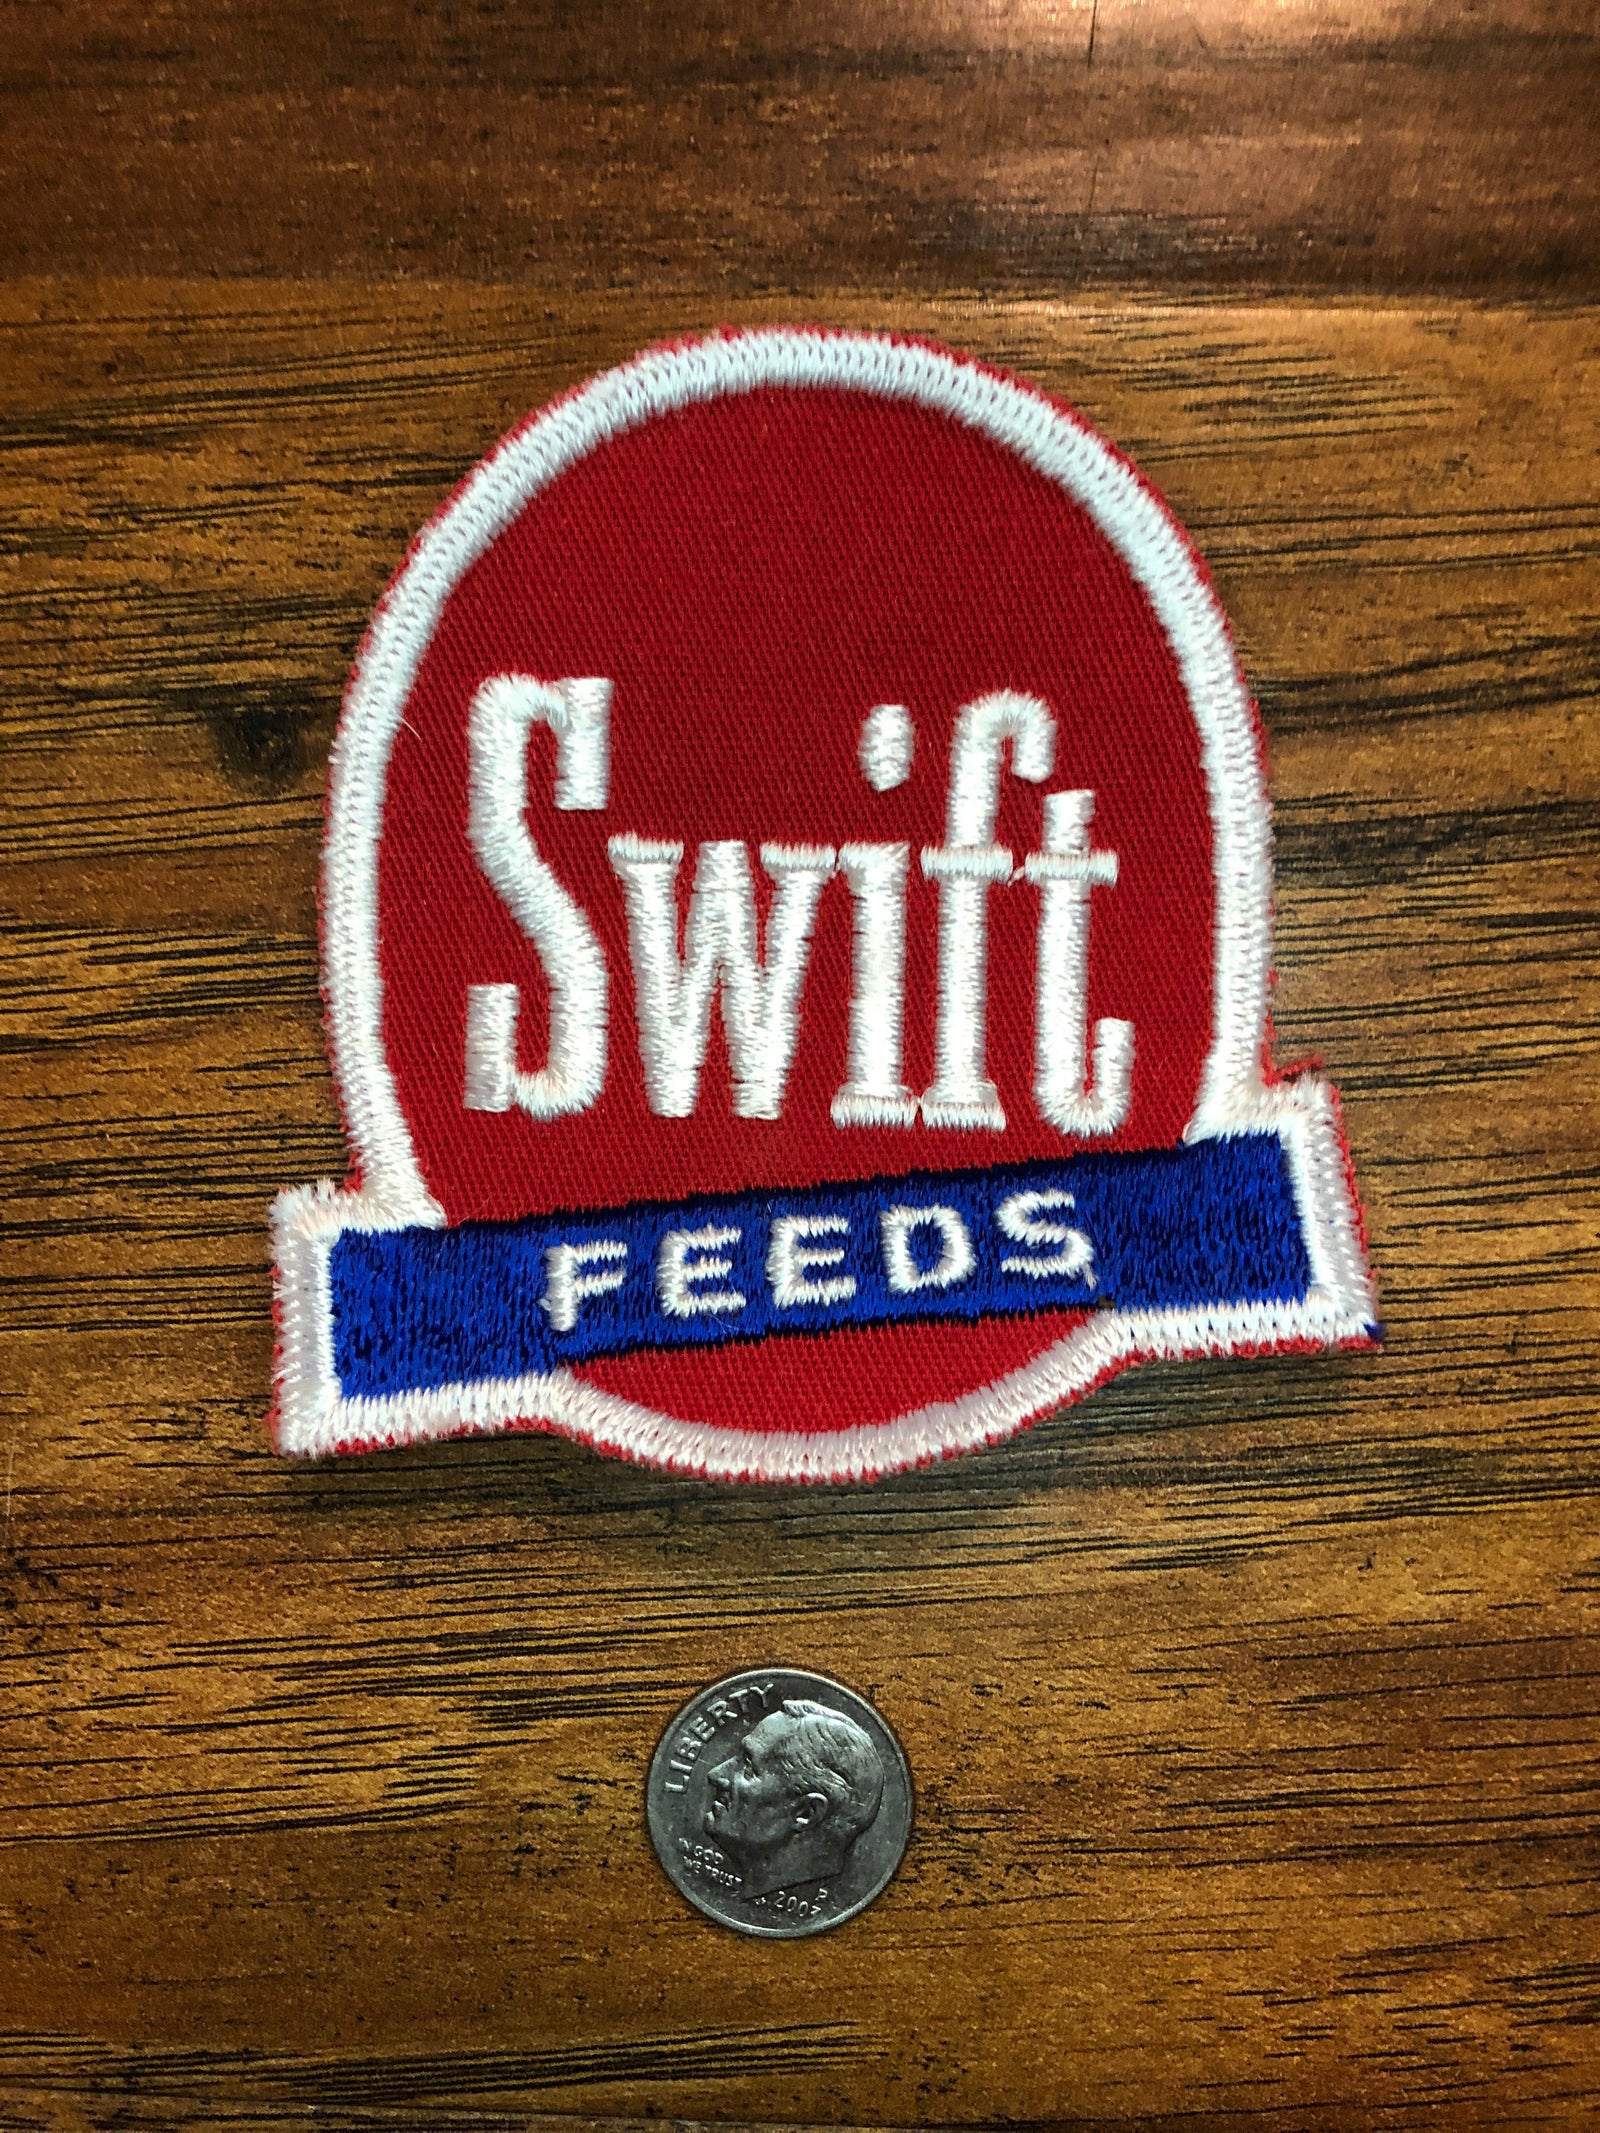 Swift
FEEDS
LIBERTY
IN GOD
WE TRUST
P
2007